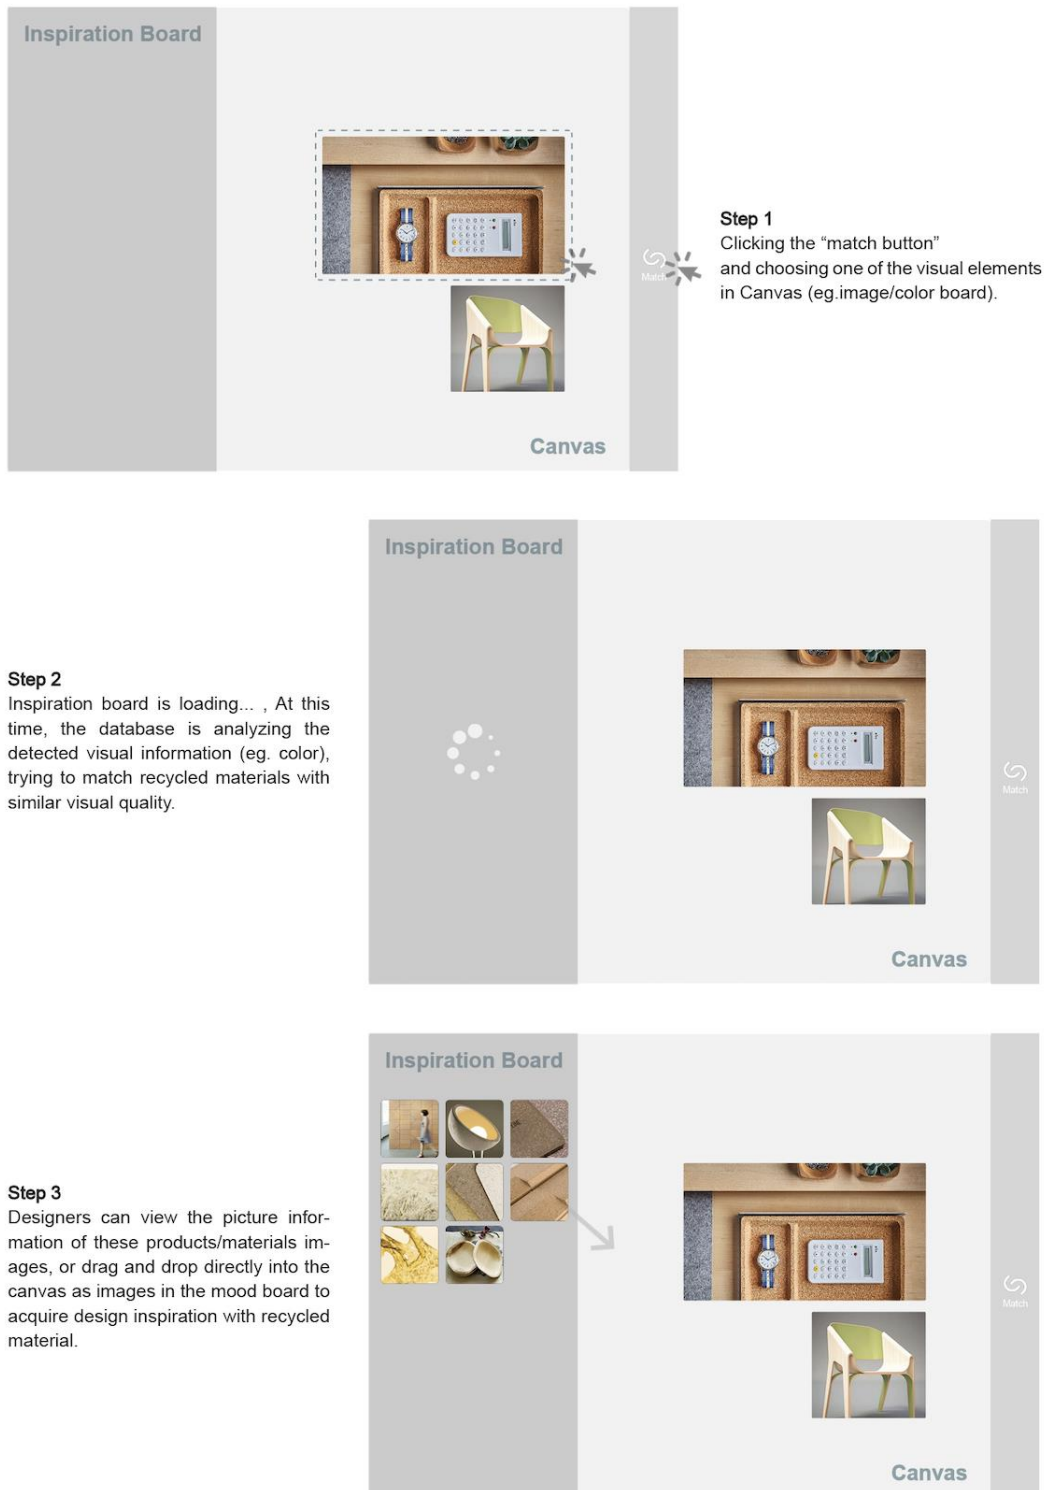 Inspiration Board
Step 1
Clicking the “match button”
and choosing one of the visual elements
in Canvas (eg.image/color board).
Match
Canvas
Inspiration Board
Step 2
Inspiration board is loading... , At this
time, the database is analyzing the
detected visual information (eg. color),
trying to match recycled materials with
similar visual quality.
Match
Canvas
Inspiration Board
Step 3
Designers can view the picture infor-
mation of these products/materials im-
ages, or drag and drop directly into the
canvas as images in the mood board to
acquire design inspiration with recycled
material.
Match
Canvas